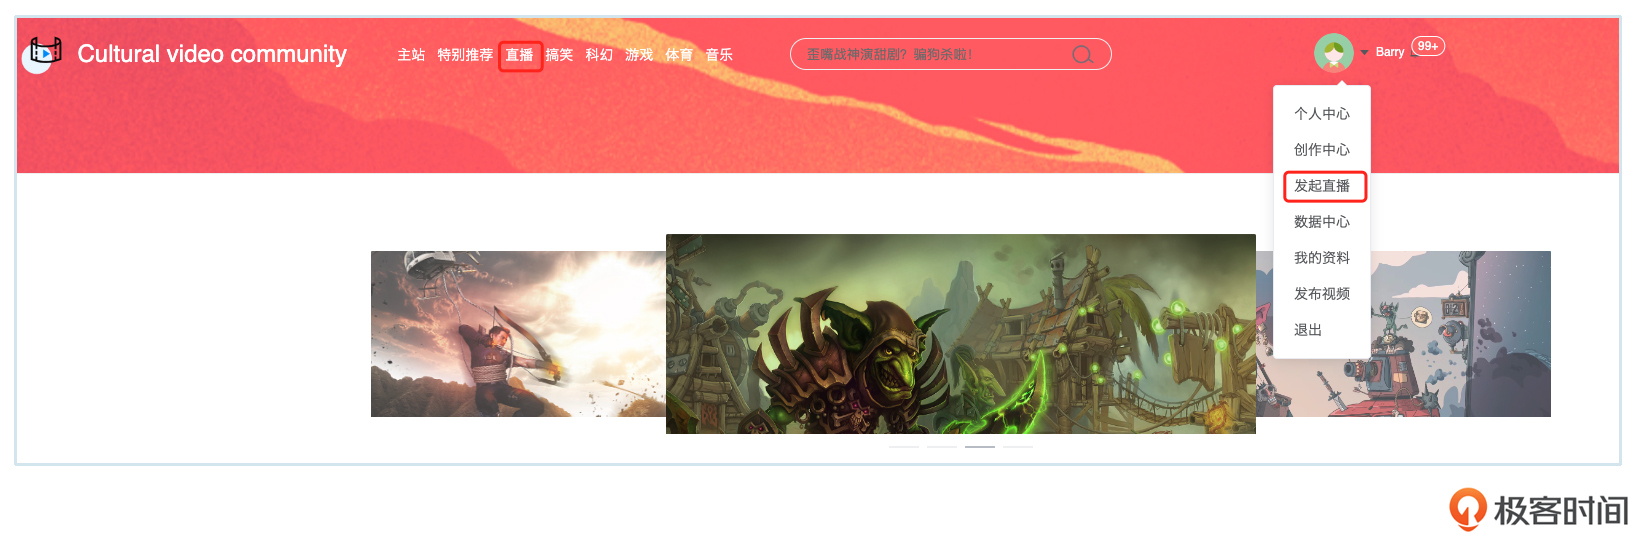 Cultural video community
主站 特别推荐 直播 搞笑 科幻 游戏 体育 音乐
歪嘴战神演甜剧？骗狗杀啦！
Barry
99+
个人中心
创作中心
发起直播
数据中心
我的资料
发布视频
退出
极客时间